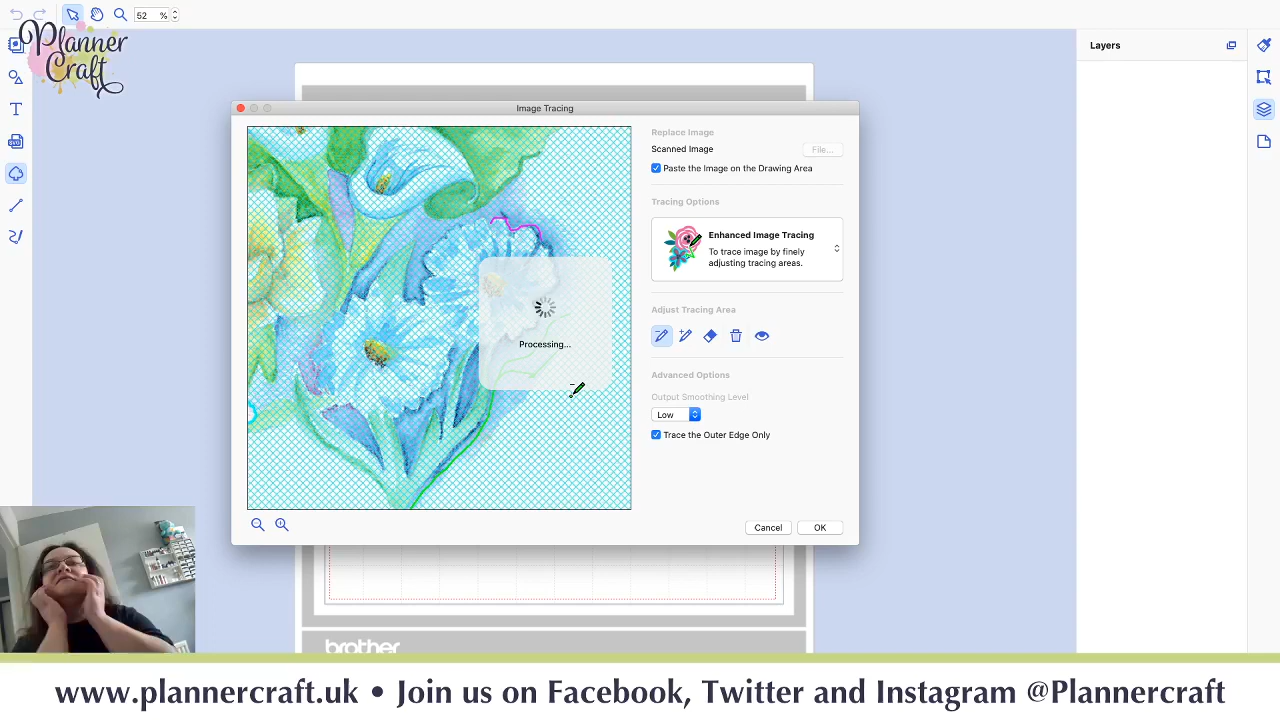 52 %
Planner
Craft
Layers
Image Tracing
Replace Image
Scanned Image
File...
Paste the Image on the Drawing Area
Tracing Options
Enhanced Image Tracing
To trace image by finely
adjusting tracing areas.
Adjust Tracing Area
Processing...
Advanced Options
Output Smoothing Level
Low
Trace the Outer Edge Only
Cancel
OK
brother
www.plannercraft.uk • Join us on Facebook, Twitter and Instagram @Plannercraft